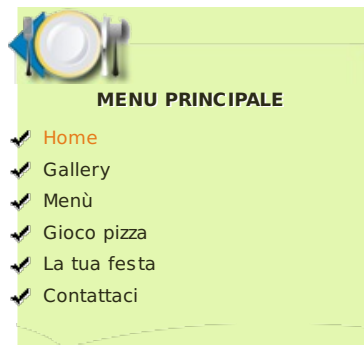 MENU PRINCIPALE
Home
Gallery
Menù
Gioco pizza
La tua festa
Contattaci